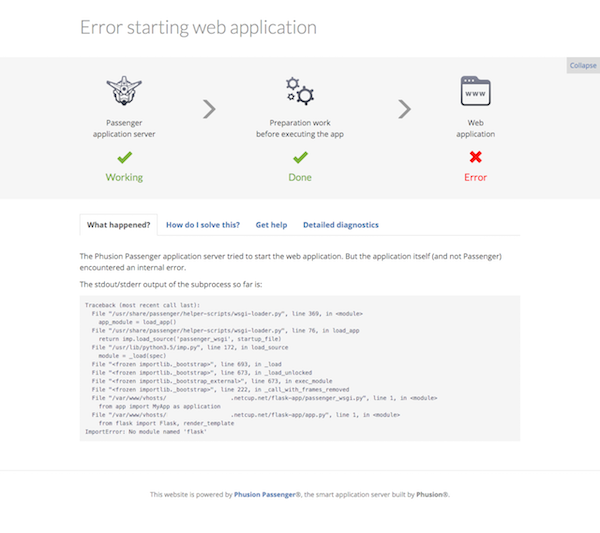 Error starting web application
Collapse
www
Passenger
application server
Working
Preparation work
before executing the app
Done
Web
application
Error
What happened? How do I solve this? Get help Detailed diagnostics
The Phusion Passenger application server tried to start the web application. But the application itself (and not Passenger)
encountered an internal error.
The stdout/stderr output of the subprocess so far is:
Traceback (most recent call last):
File "/usr/share/passenger/helper-scripts/wsgi-loader.py", line 369, in <module>
app_module = load_app()
File "/usr/share/passenger/helper-scripts/wsgi-loader.py", line 76, in load_app
return imp.load_source('passenger_wsgi', startup_file)
File "/usr/lib/python3.5/imp.py", line 172, in load_source
module = _load(spec)
File "<frozen importlib._bootstrap>", line 693, in _load
File "<frozen importlib._bootstrap>", line 673, in _load_unlocked
File "<frozen importlib._bootstrap_external>", line 673, in exec_module
File "<frozen importlib._bootstrap>", line 222, in _call_with_frames_removed
File "/var/www/vhosts/ .netcup.net/flask-app/passenger_wsgi.py", line 1, in <module>
from app import MyApp as application
File "/var/www/vhosts/ .netcup.net/flask-app/app.py", line 1, in <module>
from flask import Flask, render_template
ImportError: No module named 'flask'
This website is powered by Phusion Passenger®, the smart application server built by Phusion®.